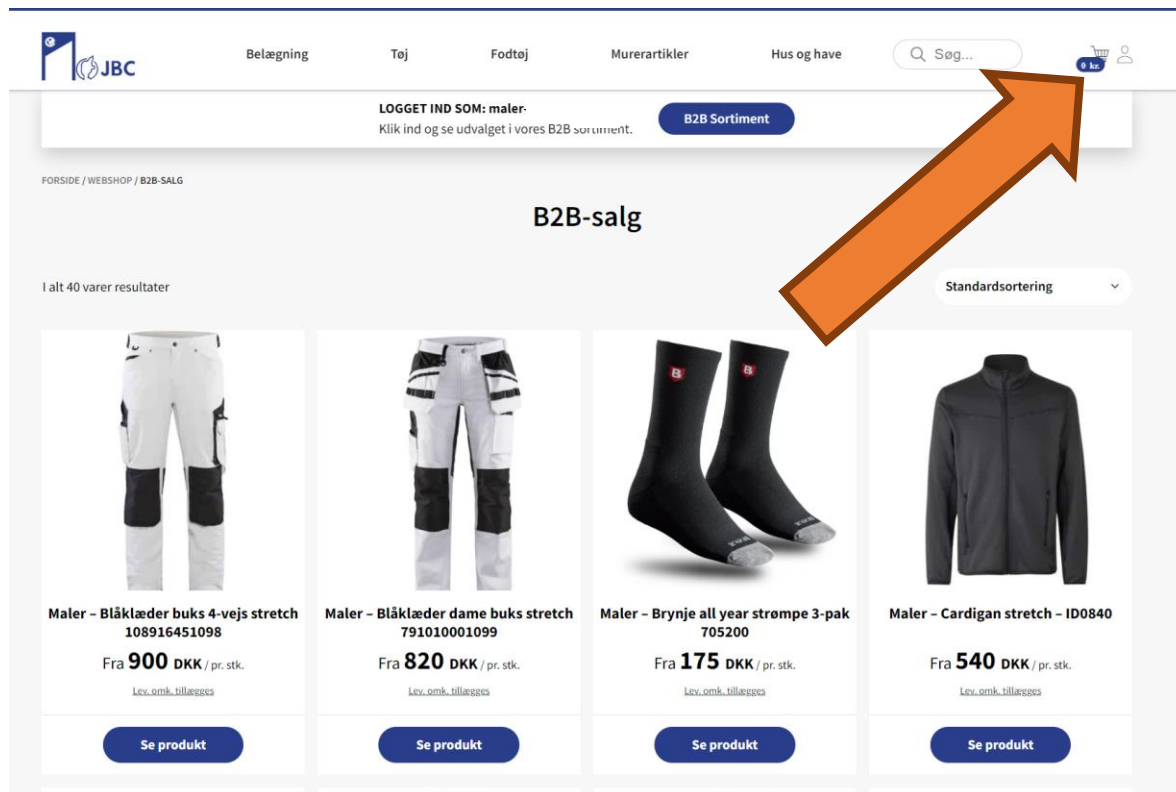 JBC
Belægning
Tøj
Fodtøj
Murerartikler
Hus og have
Søg...
0 kr.
LOGGET IND SOM: maler-
Klik ind og se udvalget i vores B2B sortiment.
B2B Sortiment
FORSIDE / WEBSHOP / B2B-SALG
B2B-salg
I alt 40 varer resultater
Standardsortering
B
B
Maler – Blåklæder buks 4-vejs stretch
108916451098
Fra 900 DKK / pr. stk.
Lev. omk. tillægges
Se produkt
Maler – Blåklæder dame buks stretch
791010001099
Fra 820 DKK / pr. stk.
Lev. omk. tillægges
Se produkt
Maler – Brynje all year strømpe 3-pak
705200
Fra 175 DKK / pr. stk.
Lev. omk. tillægges
Se produkt
Maler – Cardigan stretch – ID0840
Fra 540 DKK / pr. stk.
Lev. omk. tillægges
Se produkt